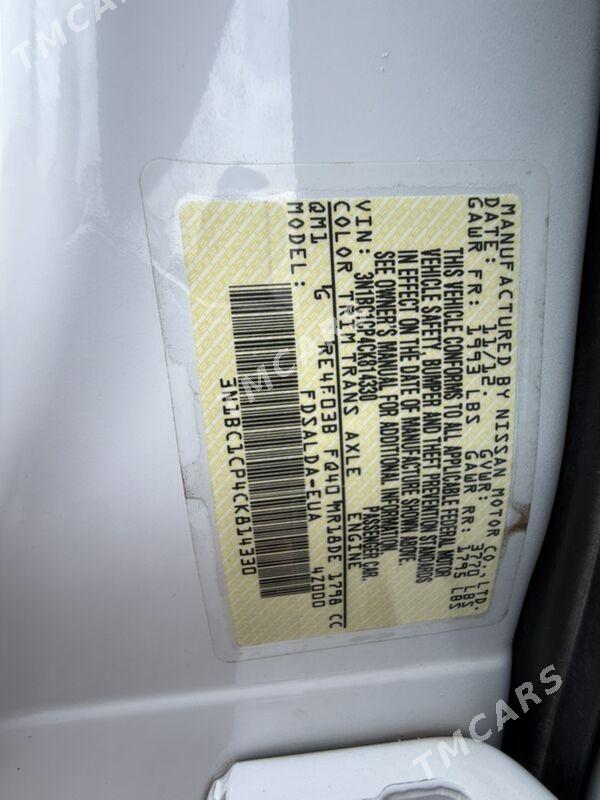 MANUFACTURED BY NISSAN MOTOR CO., LTD.
DATE: 11/12. GVWR: 3770 LBS
GAWR FR: 1993 LBS GAWR RR: 1795 LBS
THIS VEHICLE CONFORMS TO ALL APPLICABLE FEDERAL MOTOR
VEHICLE SAFETY, BUMPER AND THEFT PREVENTION STANDARDS
IN EFFECT ON THE DATE OF MANUFACTURE SHOWN ABOVE.
SEE OWNER'S MANUAL FOR ADDITIONAL INFORMATION.
VIN: 3N1BC1CP4CK814330 PASSENGER CAR.
COLOR TRIM TRANS AXLE ENGINE
QM1 G RE4F03B FQ40 MR18DE 1798 CC
MODEL: FDSALDA-EUA 4Z000
3N1BC1CP4CK814330
TMCARS
TMCARS
TMCARS